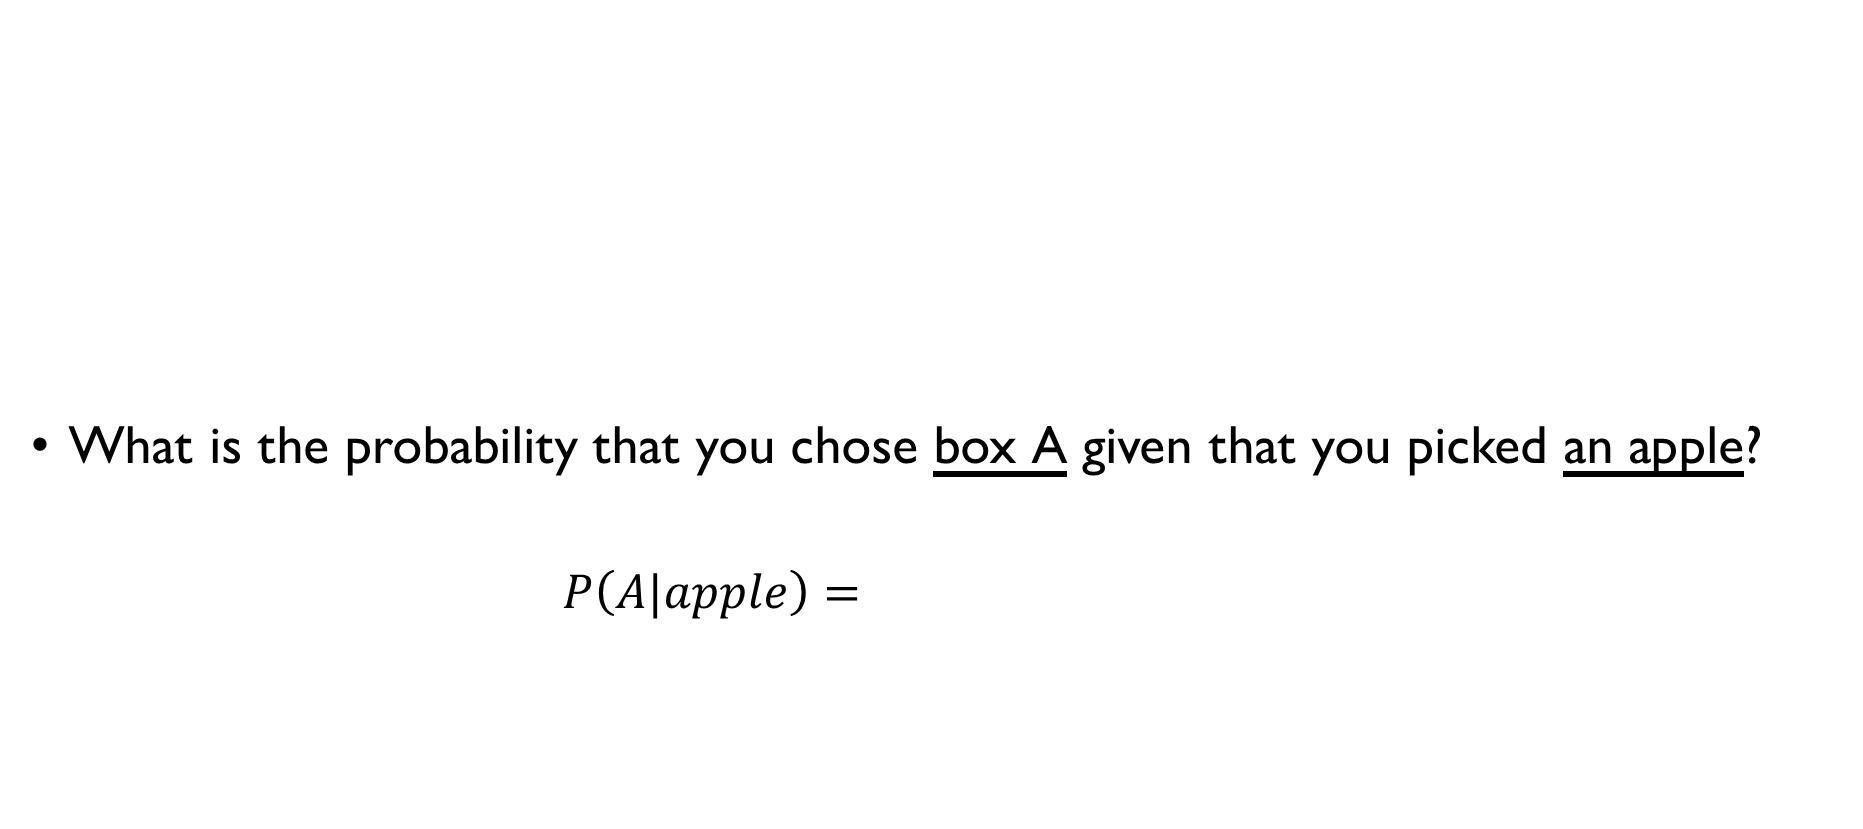 • What is the probability that you chose box A given that you picked an apple?
P(A|apple) =